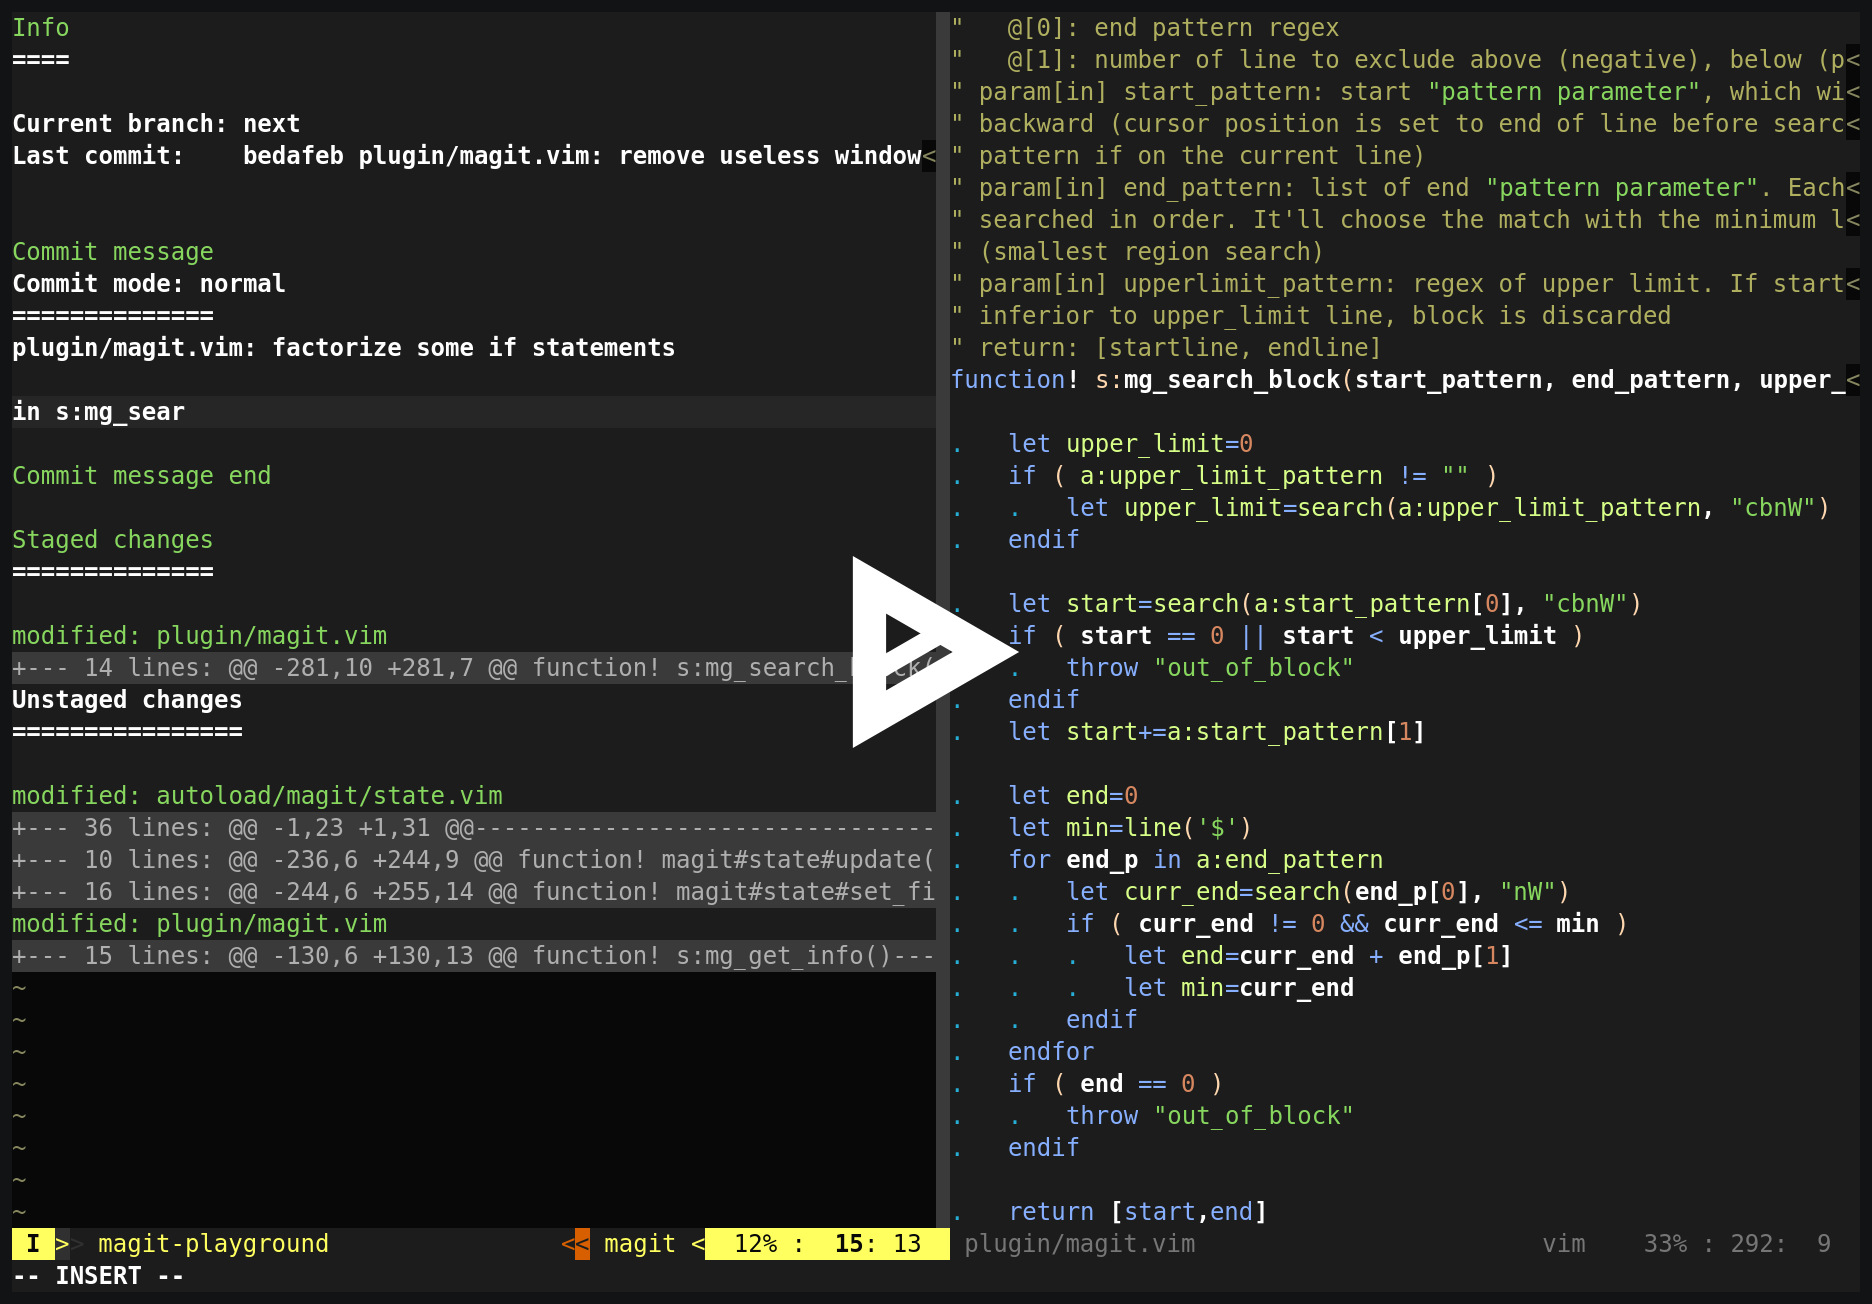 Info
====
Current branch: next
Last commit:    bedafeb plugin/magit.vim: remove useless window<
Commit message
Commit mode: normal
==============
plugin/magit.vim: factorize some if statements
in s:mg_sear
Commit message end
Staged changes
==============
modified: plugin/magit.vim
+--- 14 lines: @@ -281,10 +281,7 @@ function! s:mg_search_
Unstaged changes
================
modified: autoload/magit/state.vim
+--- 36 lines: @@ -1,23 +1,31 @@--------------------------------
+--- 10 lines: @@ -236,6 +244,9 @@ function! magit#state#update(
+--- 16 lines: @@ -244,6 +255,14 @@ function! magit#state#set_fi
modified: plugin/magit.vim
+--- 15 lines: @@ -130,6 +130,13 @@ function! s:mg_get_info()---
~
~
~
~
~
~
~
~
I >> magit-playground << magit <  12% :  15: 13
-- INSERT --
"   @[0]: end pattern regex
"   @[1]: number of line to exclude above (negative), below (p<
" param[in] start_pattern: start "pattern parameter", which wi<
" backward (cursor position is set to end of line before searc<
" pattern if on the current line)
" param[in] end_pattern: list of end "pattern parameter". Each<
" searched in order. It'll choose the match with the minimum l<
" (smallest region search)
" param[in] upperlimit_pattern: regex of upper limit. If start<
" inferior to upper_limit line, block is discarded
" return: [startline, endline]
function! s:mg_search_block(start_pattern, end_pattern, upper_<
.   let upper_limit=0
.   if ( a:upper_limit_pattern != "" )
.   .   let upper_limit=search(a:upper_limit_pattern, "cbnW")
.   endif
.   let start=search(a:start_pattern[0], "cbnW")
if ( start == 0 || start < upper_limit )
.   throw "out_of_block"
.   endif
.   let start+=a:start_pattern[1]
.   let end=0
.   let min=line('$')
.   for end_p in a:end_pattern
.   .   let curr_end=search(end_p[0], "nW")
.   .   if ( curr_end != 0 && curr_end <= min )
.   .   .   let end=curr_end + end_p[1]
.   .   .   let min=curr_end
.   .   endif
.   endfor
.   if ( end == 0 )
.   .   throw "out_of_block"
.   endif
.   return [start,end]
plugin/magit.vim vim    33% : 292:  9